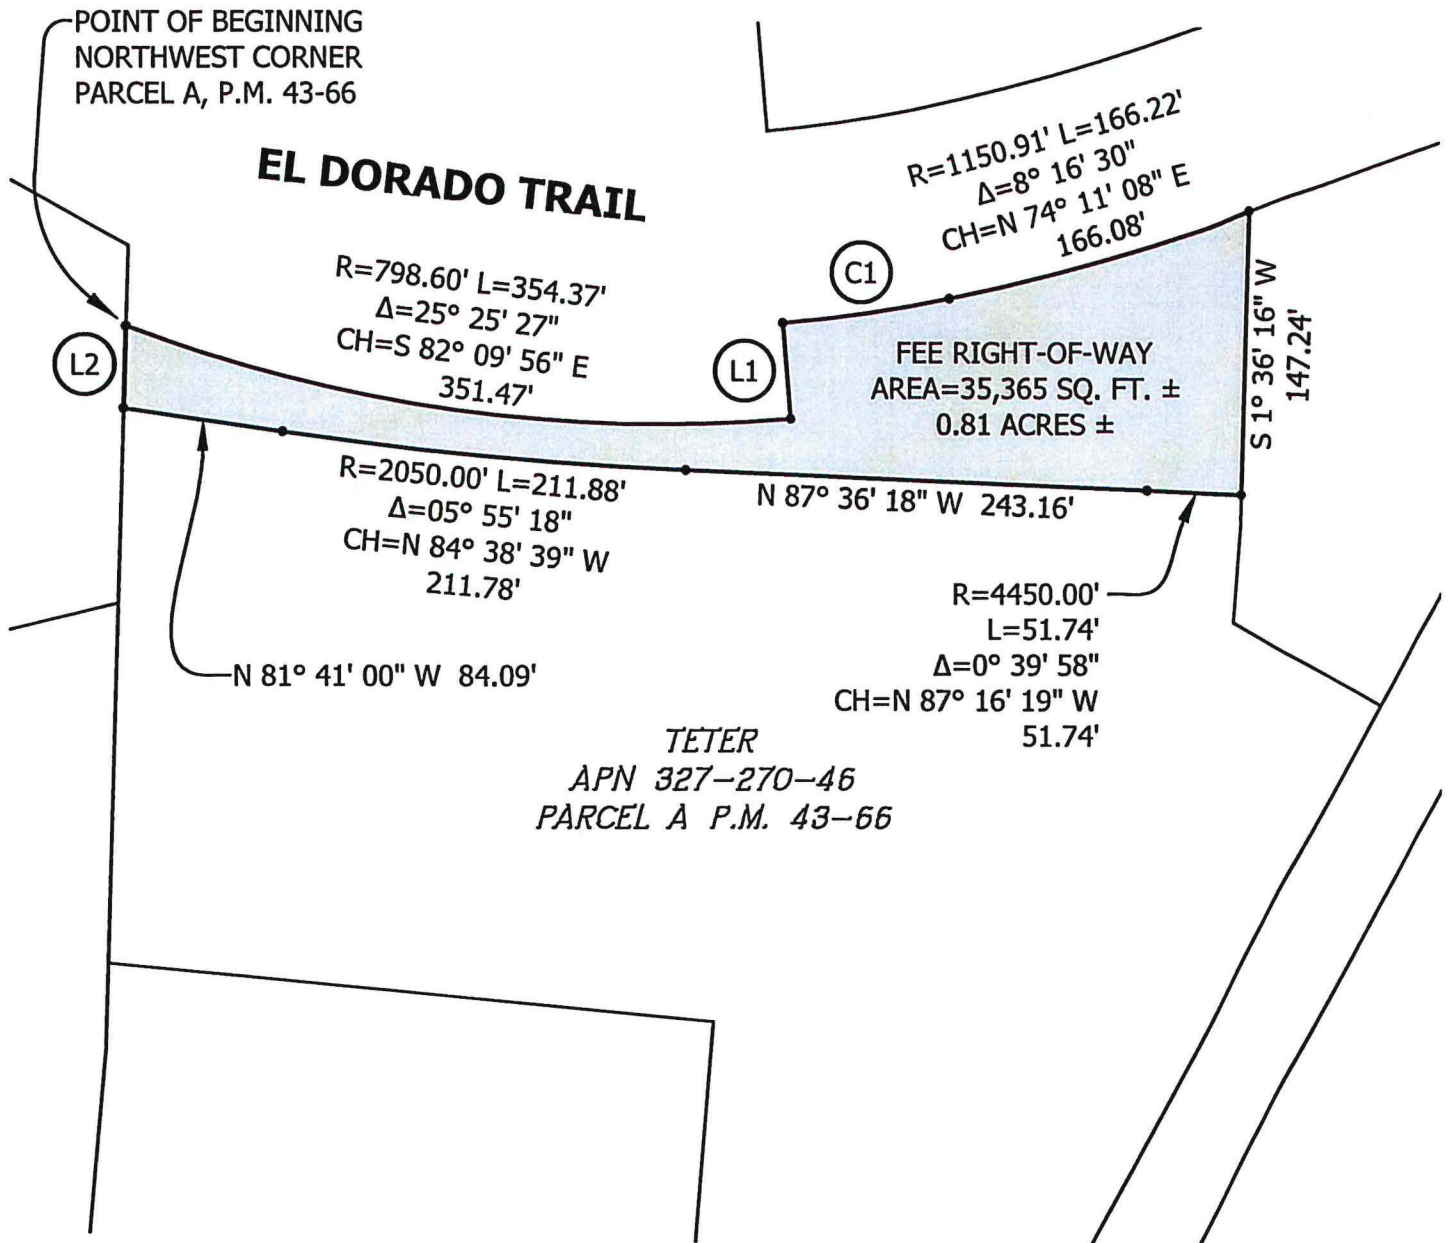 POINT OF BEGINNING
NORTHWEST CORNER
PARCEL A, P.M. 43-66
EL DORADO TRAIL
R=1150.91' L=166.22'
Δ=8° 16' 30"
CH=N 74° 11' 08" E
166.08'
R=798.60' L=354.37'
Δ=25° 25' 27"
CH=S 82° 09' 56" E
351.47'
C1
L2
L1
FEE RIGHT-OF-WAY
AREA=35,365 SQ. FT. ±
0.81 ACRES ±
S 1° 36' 16" W
147.24'
R=2050.00' L=211.88'
Δ=05° 55' 18"
CH=N 84° 38' 39" W
211.78'
N 87° 36' 18" W 243.16'
R=4450.00'
L=51.74'
Δ=0° 39' 58"
CH=N 87° 16' 19" W
51.74'
N 81° 41' 00" W 84.09'
TETER
APN 327-270-46
PARCEL A P.M. 43-66